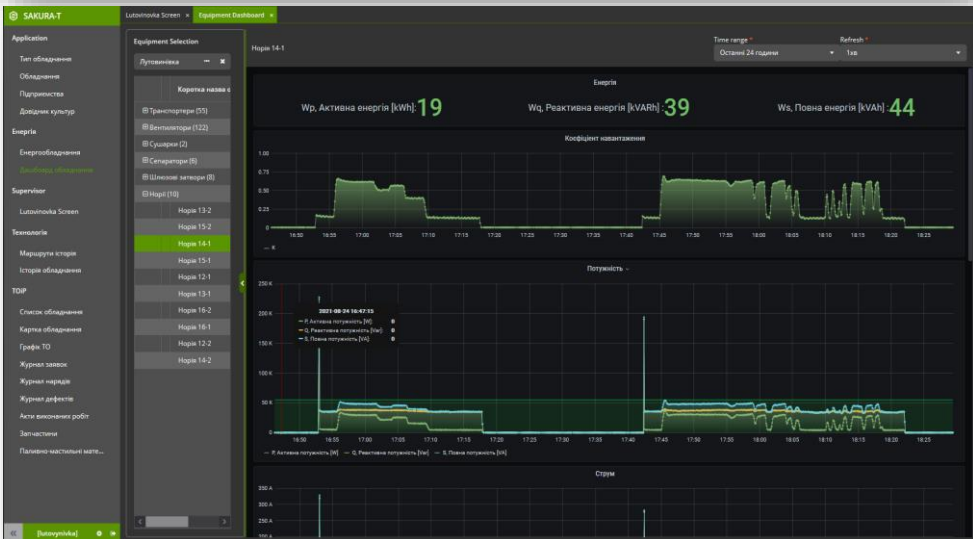 SAKURA-T
Lutovinovka Screen ×
Equipment Dashboard ×
Application
Тип обладнання
Обладнання
Підприємства
Довідник культур
Енергія
Енергообладнання
Дашборд обладнання
Supervisor
Lutovinovka Screen
Технологія
Маршрути історія
Історія обладнання
ТОІР
Список обладнання
Картка обладнання
Графік ТО
Журнал заявок
Журнал нарядів
Журнал дефектів
Акти виконаних робіт
Запчастини
Паливно-мастильні мате...
[lutovynivka]
Equipment Selection
Лутовинівка
Коротка назва о
Транспортери (55)
Вентилятори (122)
Сушарки (2)
Сепаратори (6)
Шлюзові затвори (8)
Норії (10)
Норія 13-2
Норія 15-2
Норія 14-1
Норія 15-1
Норія 12-1
Норія 13-1
Норія 16-2
Норія 16-1
Норія 12-2
Норія 14-2
Норія 14-1
Time range *
Останні 24 години
Refresh *
1хв
Енергія
Wp, Активна енергія [kWh]: 19
Wq, Реактивна енергія [kVARh]: 39
Ws, Повна енергія [kVAh]: 44
Коефіцієнт навантаження
1.00
0.75
0.50
0.25
0
16:50 16:55 17:00 17:05 17:10 17:15 17:20 17:25 17:30 17:35 17:40 17:45 17:50 17:55 18:00 18:05 18:10 18:15 18:20 18:25
K
Потужність
250 K
200 K
150 K
100 K
50 K
0
2021-08-24 16:47:15
P, Активна потужність [W]: 0
Q, Реактивна потужність [Var]: 0
S, Повна потужність [VA]: 0
16:50 16:55 17:00 17:05 17:10 17:15 17:20 17:25 17:30 17:35 17:40 17:45 17:50 17:55 18:00 18:05 18:10 18:15 18:20 18:25
P, Активна потужність [W] Q, Реактивна потужність [Var] S, Повна потужність [VA]
Струм
350 A
300 A
250 A